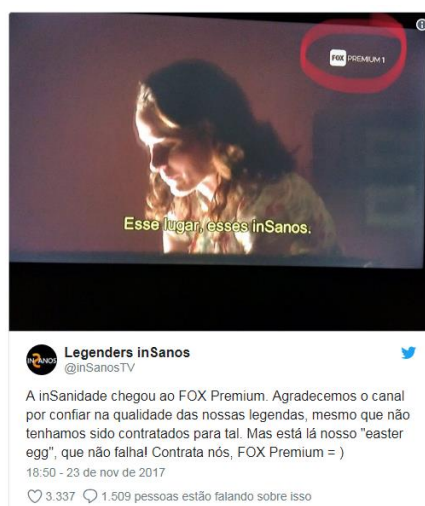 FOX PREMIUM 1
Esse lugar, esses inSanos.
INSANOS
Legenders inSanos
@inSanosTV
A inSanidade chegou ao FOX Premium. Agradecemos o canal
por confiar na qualidade das nossas legendas, mesmo que não
tenhamos sido contratados para tal. Mas está lá nosso "easter
egg", que não falha! Contrata nós, FOX Premium = )
18:50 - 23 de nov de 2017
3.337 1.509 pessoas estão falando sobre isso